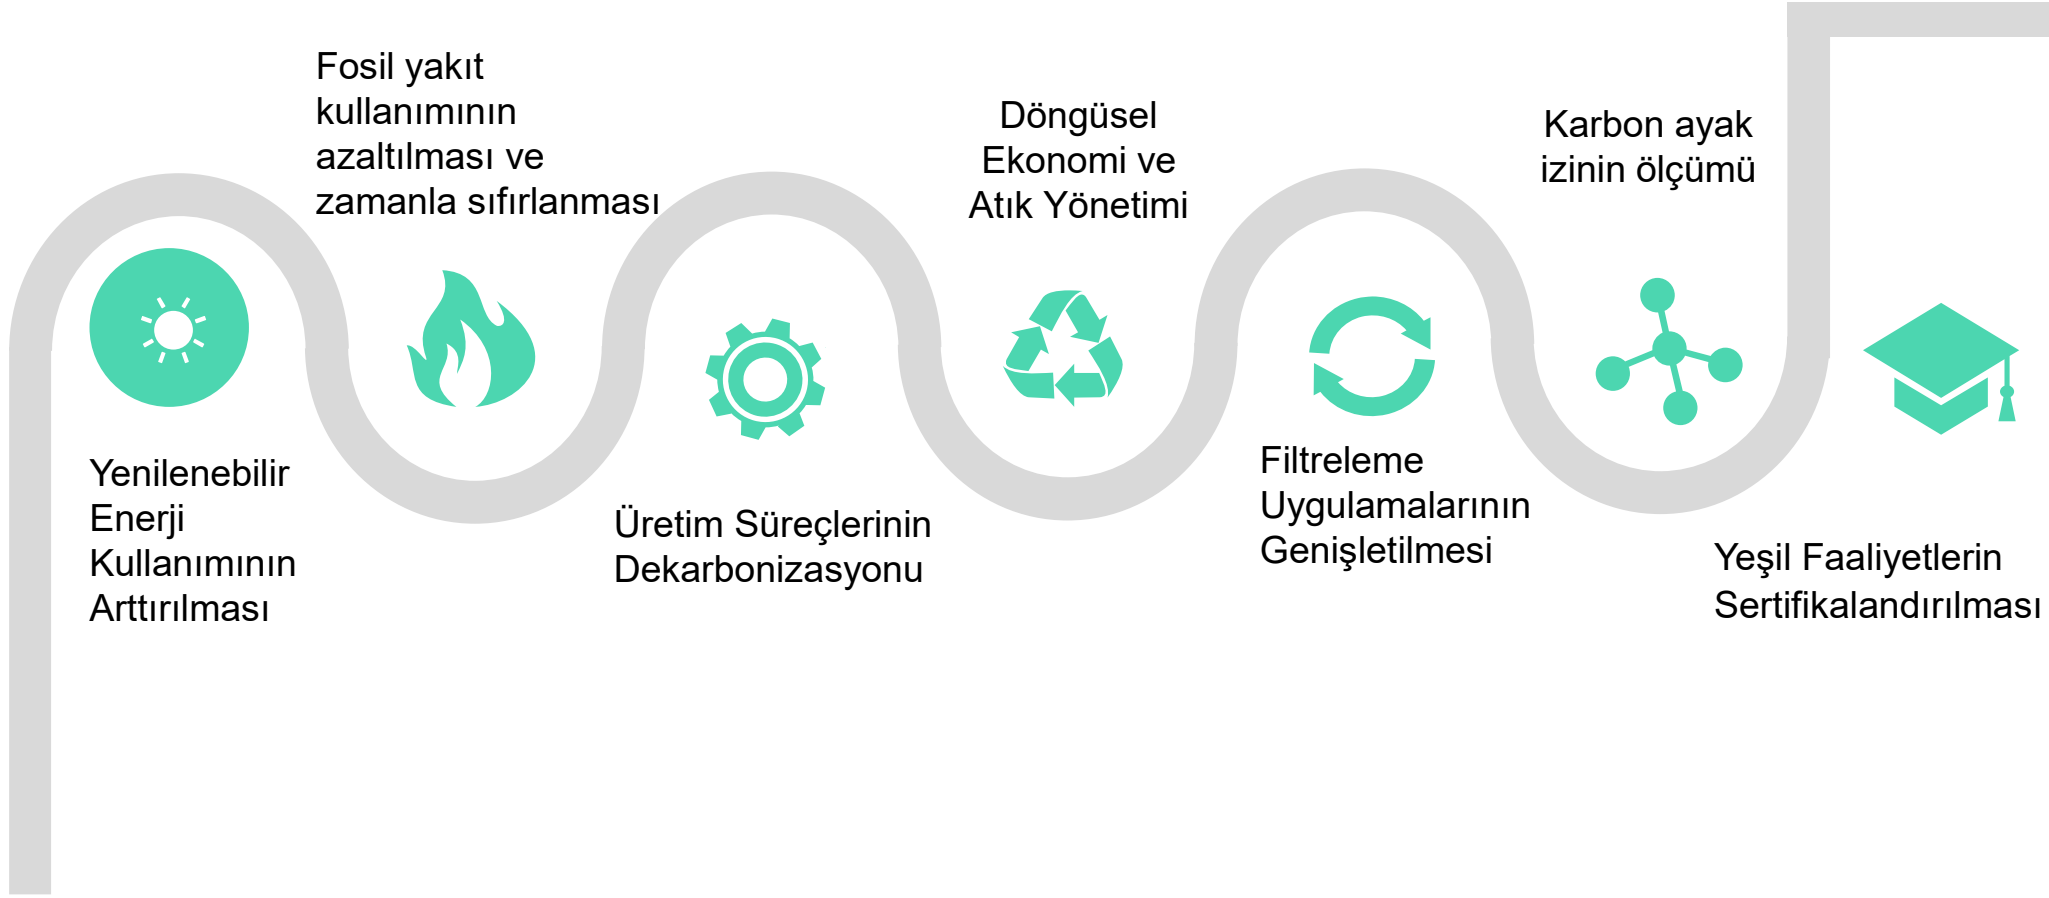 Yenilenebilir
Enerji
Kullanımının
Arttırılması
Fosil yakıt
kullanımının
azaltılması ve
zamanla sıfırlanması
Üretim Süreçlerinin
Dekarbonizasyonu
Döngüsel
Ekonomi ve
Atık Yönetimi
Filtreleme
Uygulamalarının
Genişletilmesi
Karbon ayak
izinin ölçümü
Yeşil Faaliyetlerin
Sertifikalandırılması